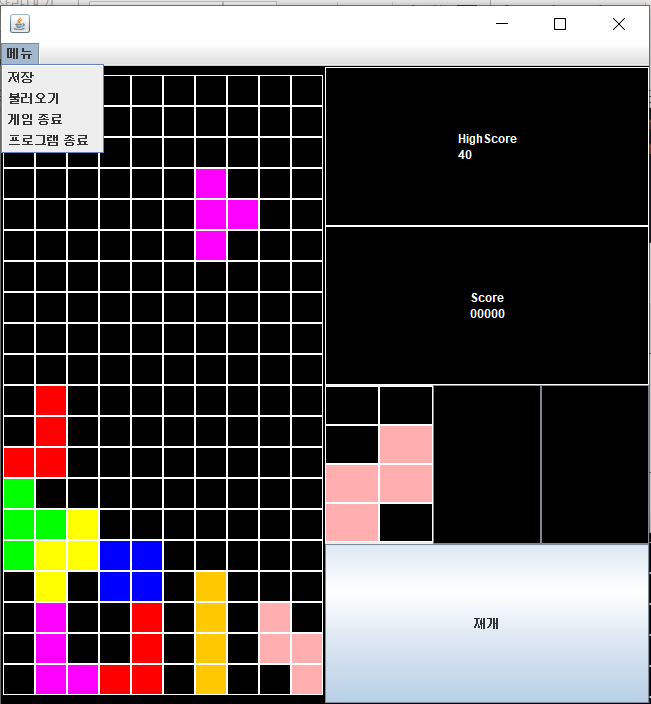 메뉴
저장
불러오기
게임 종료
프로그램 종료
HighScore
40
Score
00000
재개